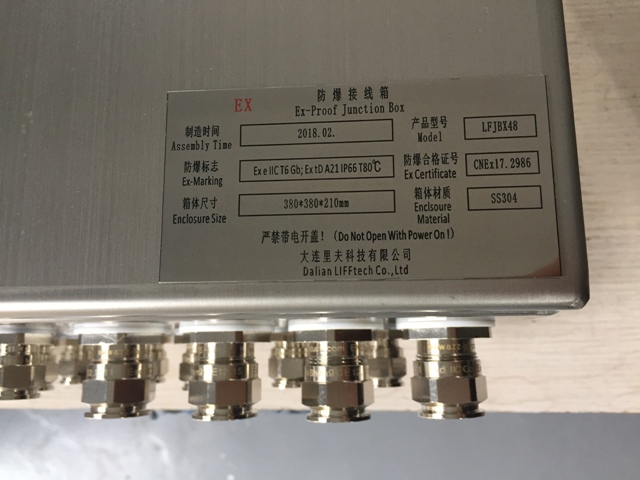 EX
防爆接线箱
Ex-Proof Junction Box
制造时间 2018.02. 产品型号 LFJBX48
Assembly Time Model
防爆标志 Ex e IIC T6 Gb; Ex tD A21 IP66 T80℃ 防爆合格证号 CNEx17.2986
Ex-Marking Ex Certificate
箱体尺寸 380*380*210mm 箱体材质 SS304
Enclosure Size Enclsoure
Material
严禁带电开盖！ (Do Not Open With Power On !)
大连里夫科技有限公司
Dalian LIFFtech Co.,Ltd